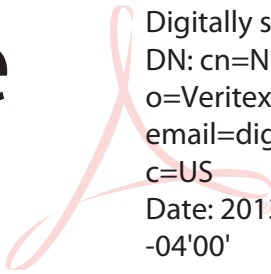 e
Digitally s
DN: cn=N
o=Veritex
email=dig
c=US
Date: 201
-04'00'